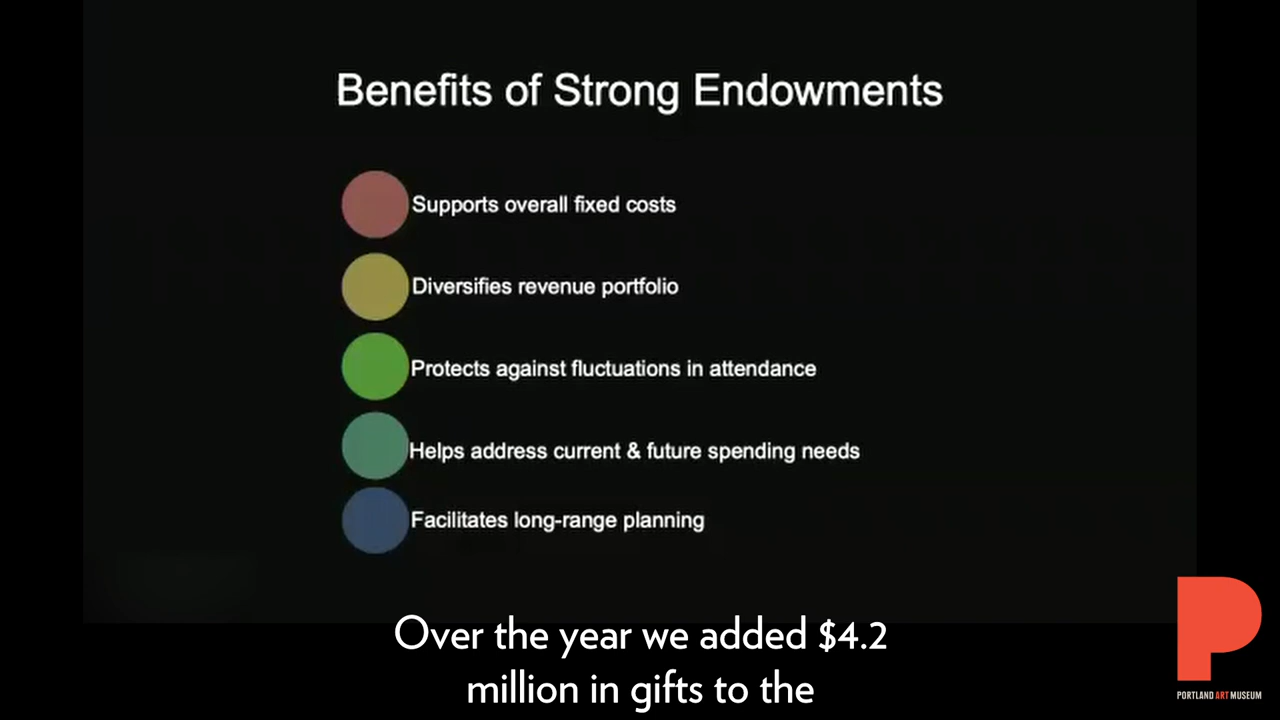 Benefits of Strong Endowments
Supports overall fixed costs
Diversifies revenue portfolio
Protects against fluctuations in attendance
Helps address current & future spending needs
Facilitates long-range planning
Over the year we added $4.2
million in gifts to the
PORTLAND ART MUSEUM